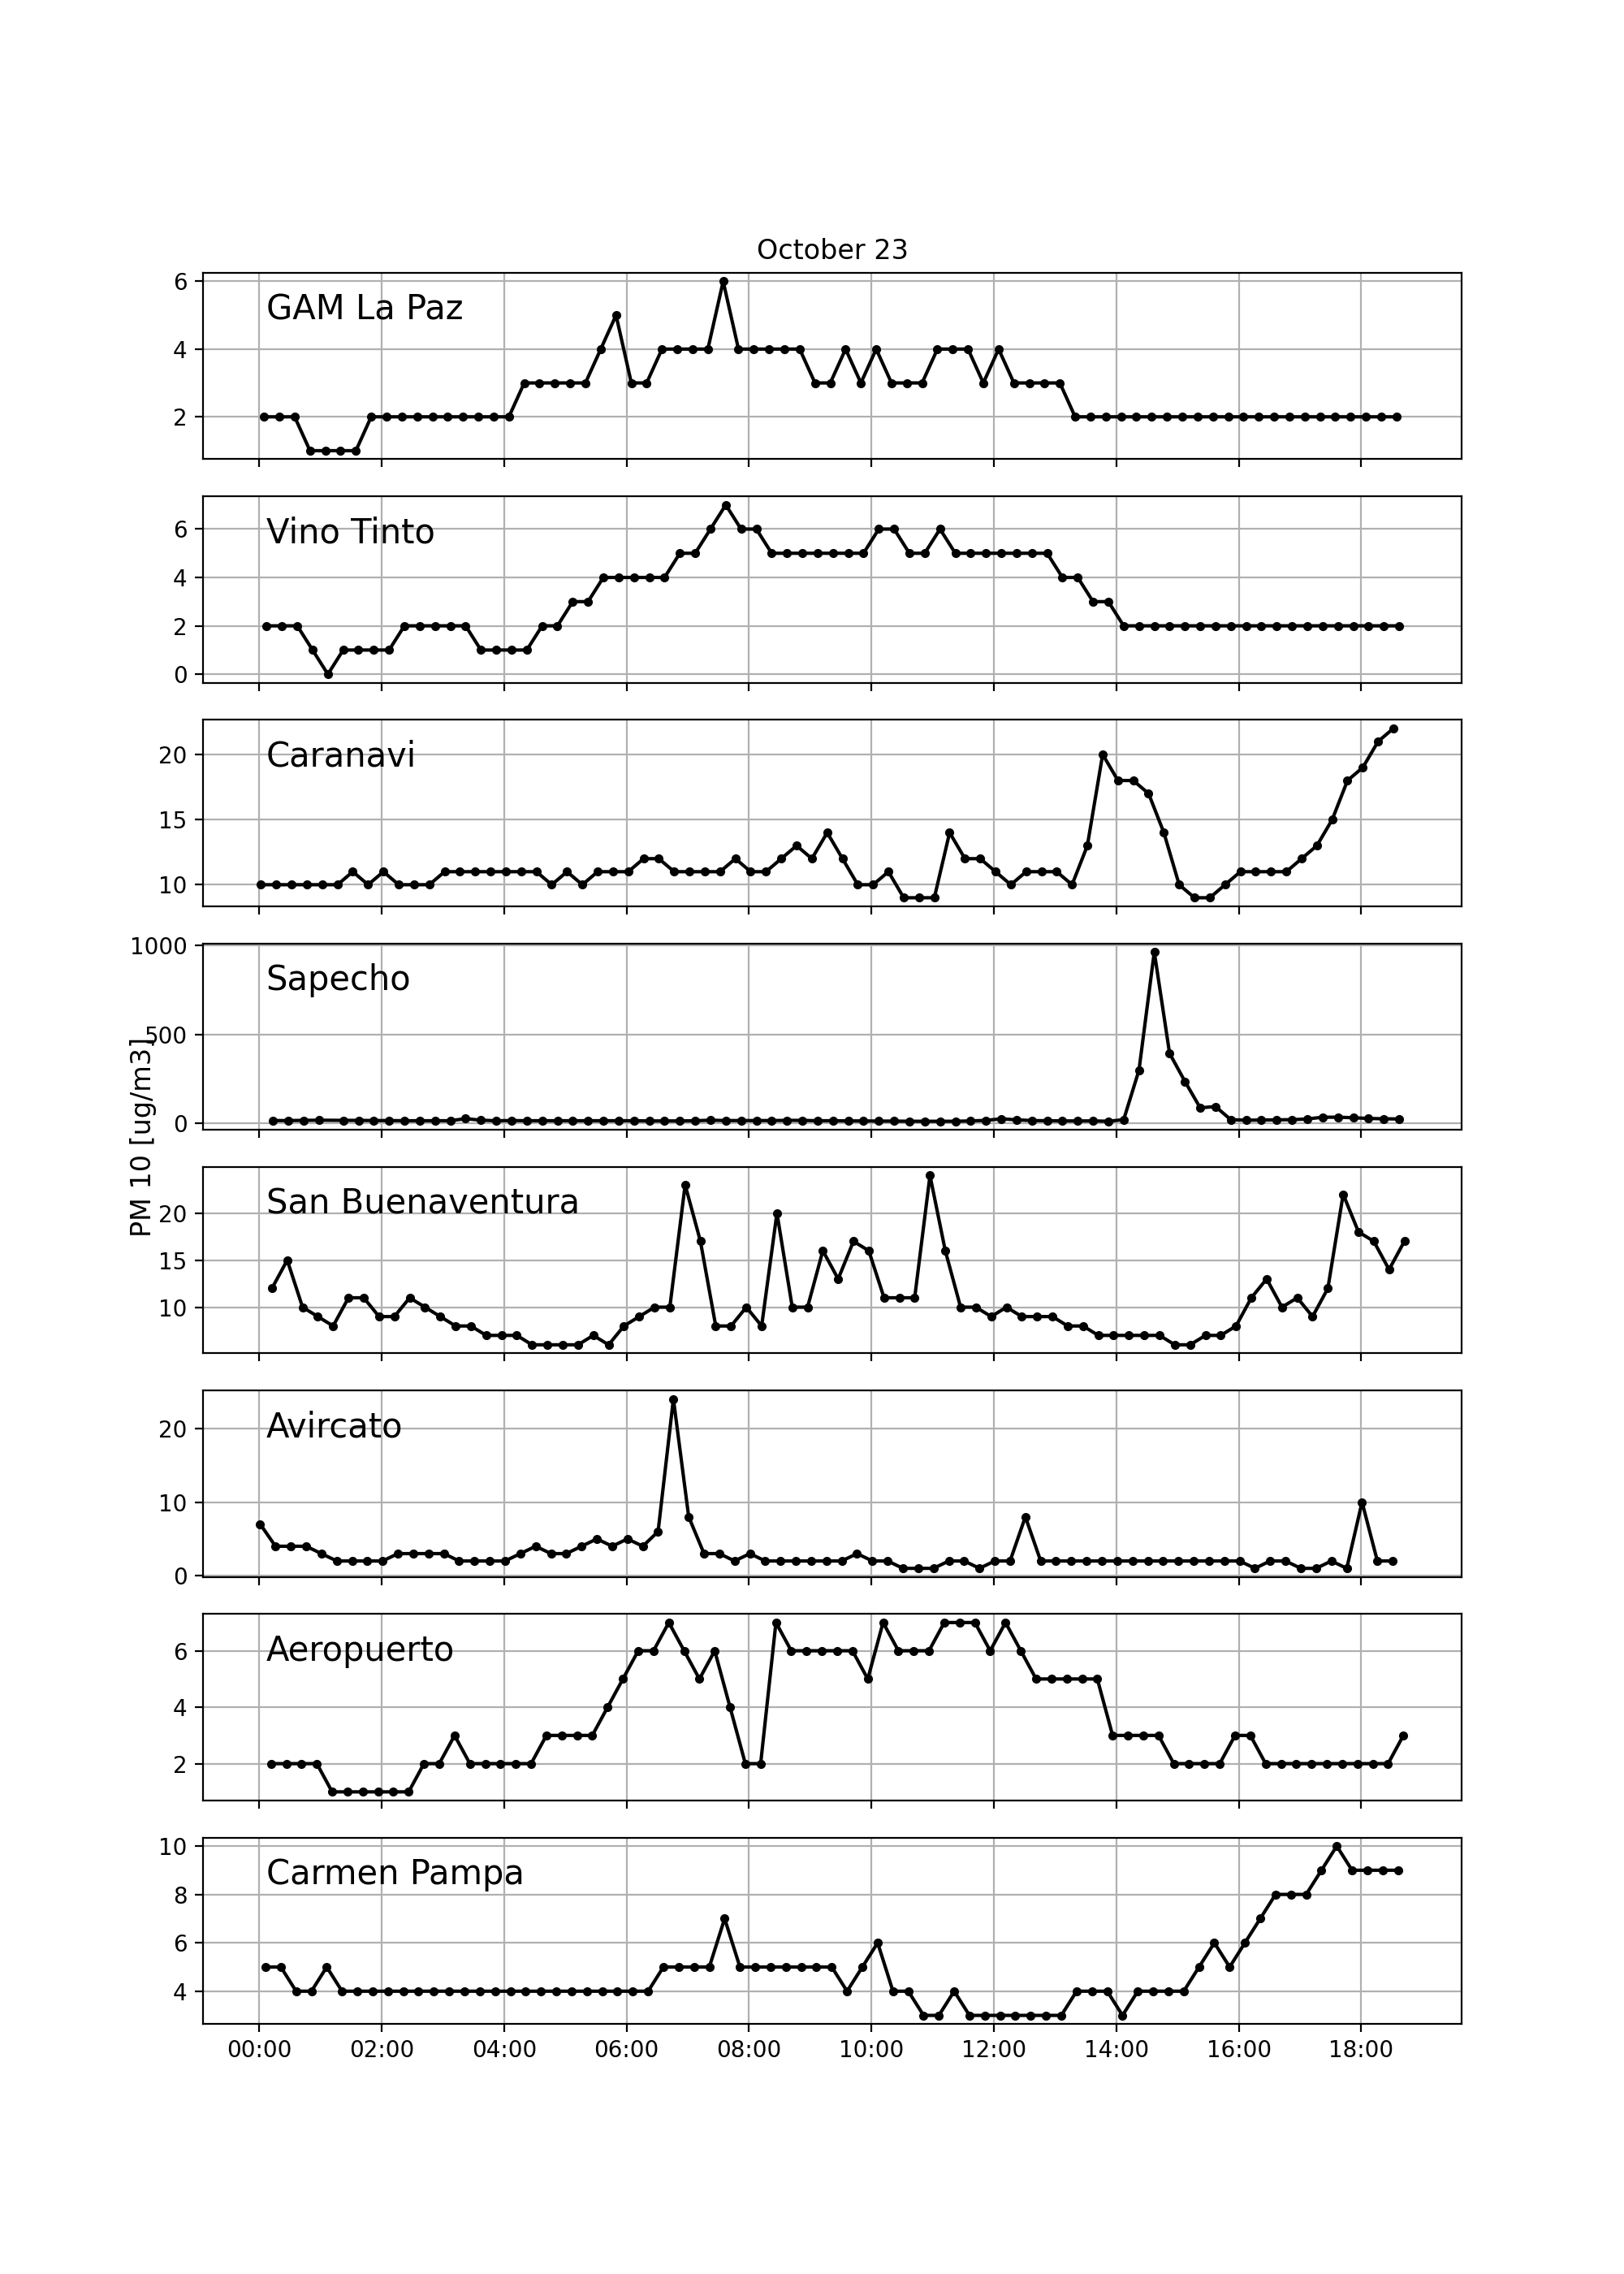 October 23
6
GAM La Paz
4
2
6
Vino Tinto
4
2
0
20
Caranavi
15
10
1000
Sapecho
500
0
PM 10 [ug/m3]
20
San Buenaventura
15
10
20
Avircato
10
0
6
Aeropuerto
4
2
10
Carmen Pampa
8
6
4
00:00 02:00 04:00 06:00 08:00 10:00 12:00 14:00 16:00 18:00